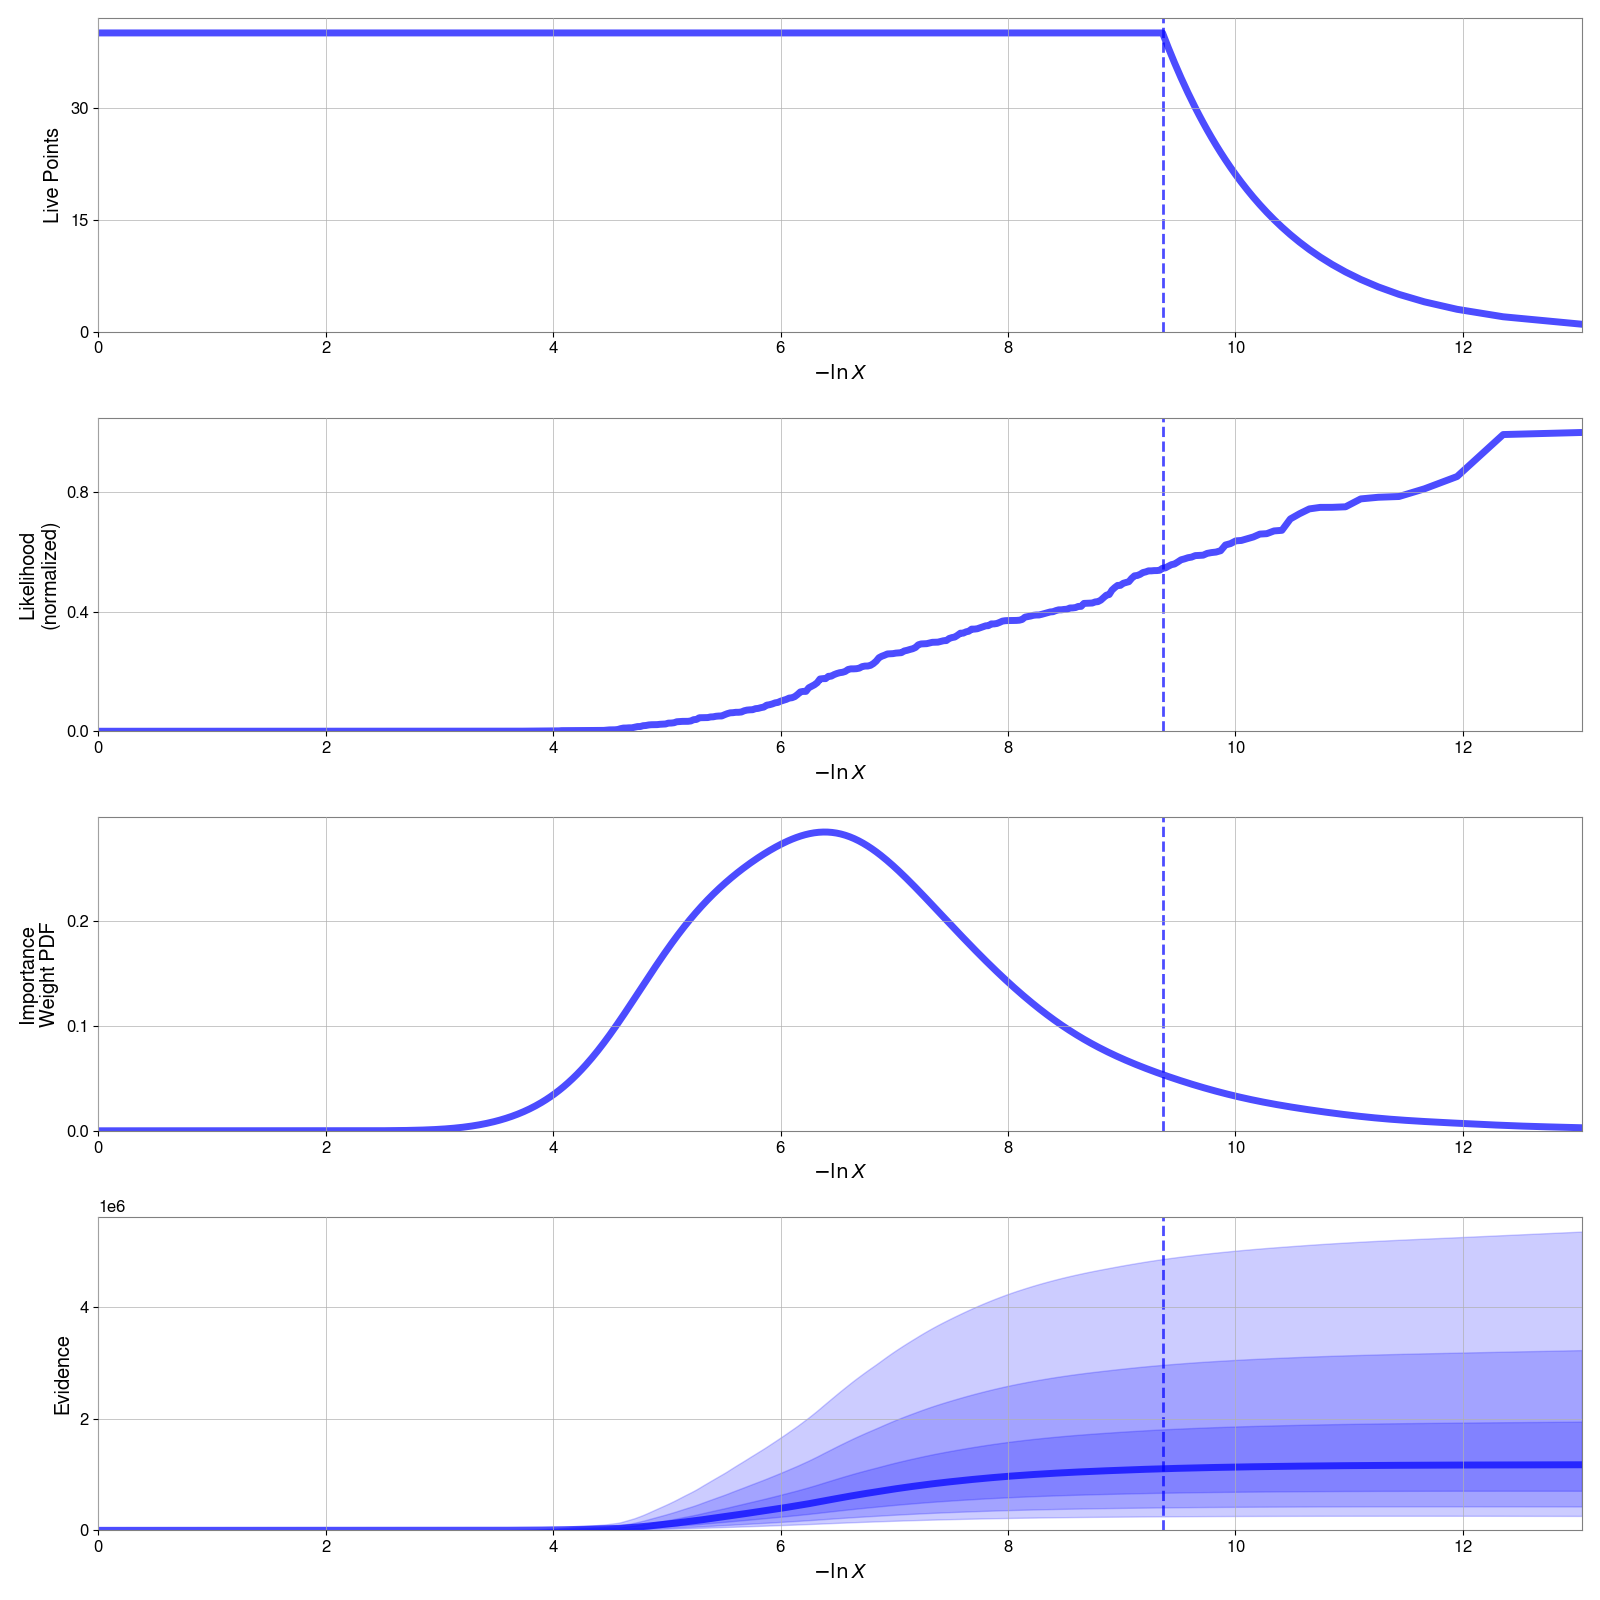 30
15
0
Live Points
0 2 4 6 8 10 12
−ln X
0.8
0.4
0.0
Likelihood
(normalized)
0 2 4 6 8 10 12
−ln X
0.2
0.1
0.0
Importance
Weight PDF
0 2 4 6 8 10 12
−ln X
1e6
4
2
0
Evidence
0 2 4 6 8 10 12
−ln X